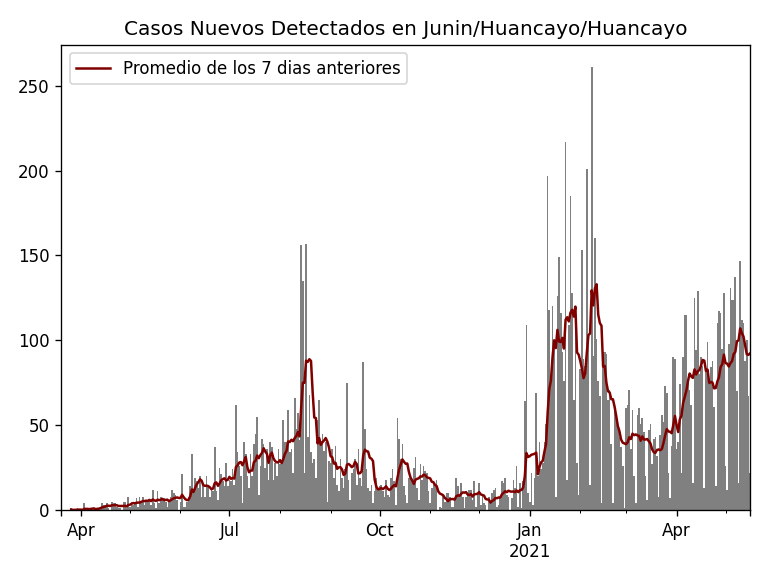 Casos Nuevos Detectados en Junin/Huancayo/Huancayo
Promedio de los 7 dias anteriores
250
200
150
100
50
0
Apr Jul Oct Jan Apr
2021